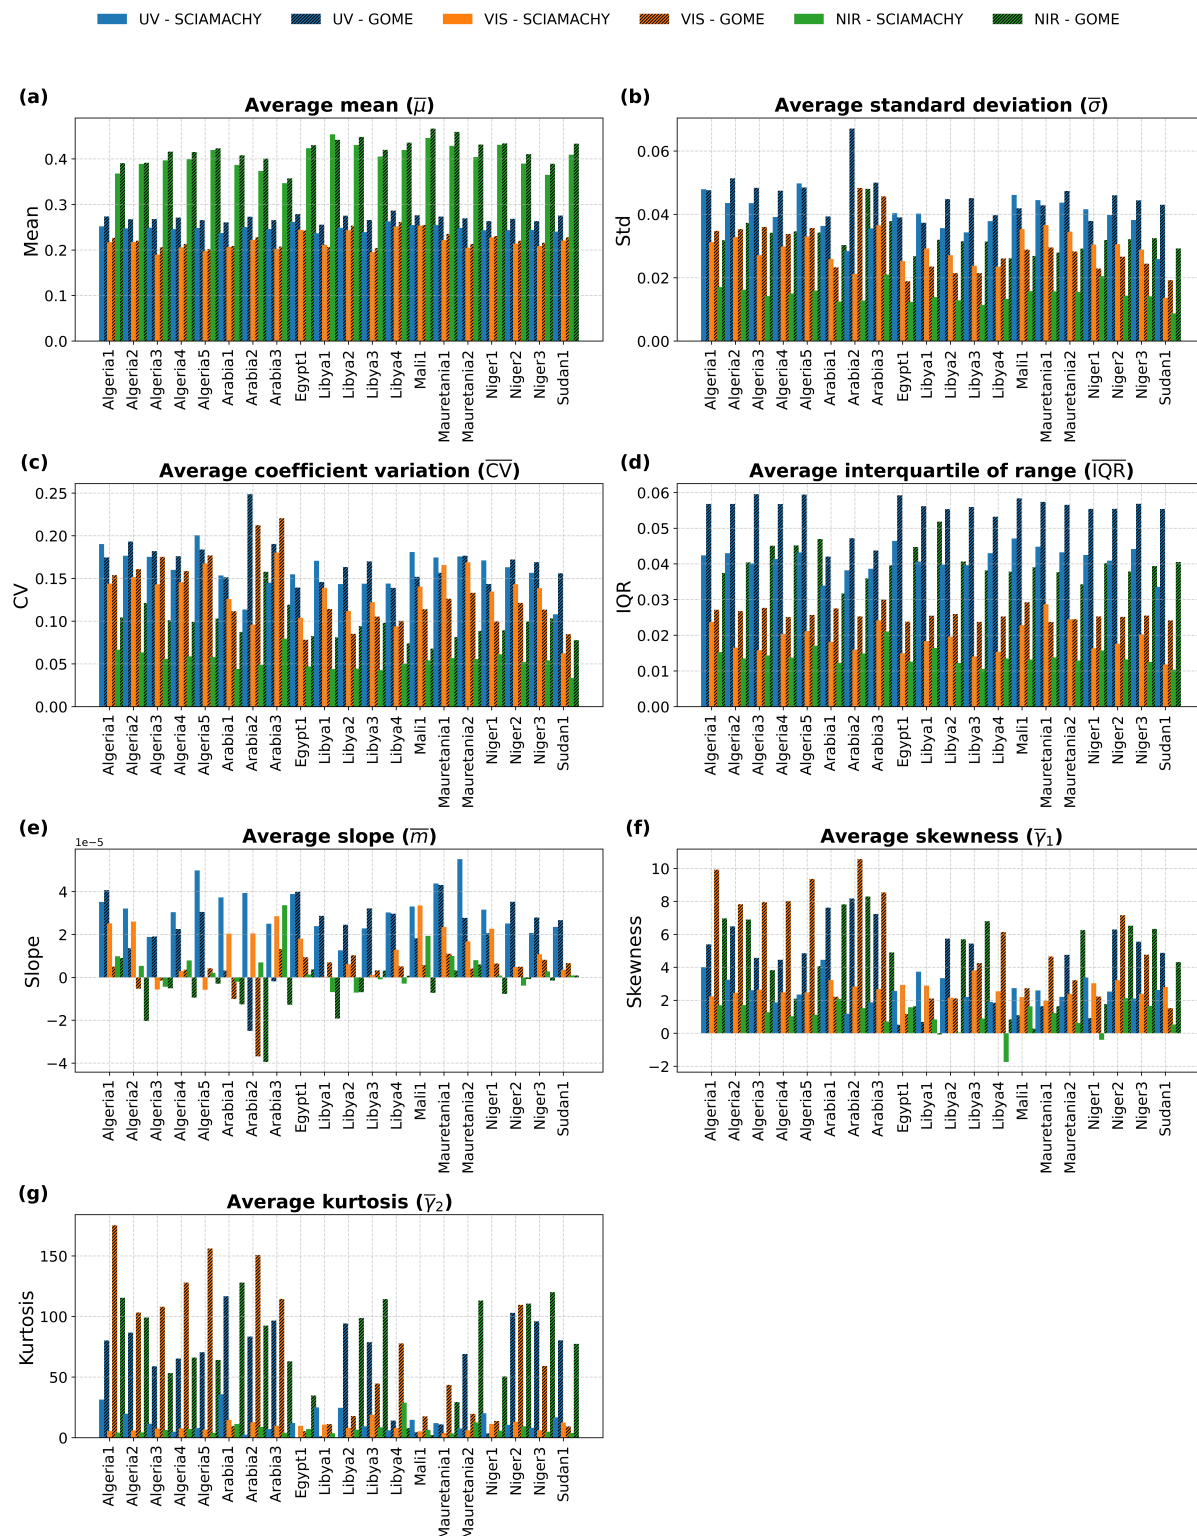 UV - SCIAMACHY UV - GOME VIS - SCIAMACHY VIS - GOME NIR - SCIAMACHY NIR - GOME
(a) Average mean (μ̅)
Mean
0.4
0.3
0.2
0.1
0.0
Algeria1 Algeria2 Algeria3 Algeria4 Algeria5 Arabia1 Arabia2 Arabia3 Egypt1 Libya1 Libya2 Libya3 Libya4 Mali1 Mauretania1 Mauretania2 Niger1 Niger2 Niger3 Sudan1
(b) Average standard deviation (σ̅)
Std
0.06
0.04
0.02
0.00
Algeria1 Algeria2 Algeria3 Algeria4 Algeria5 Arabia1 Arabia2 Arabia3 Egypt1 Libya1 Libya2 Libya3 Libya4 Mali1 Mauretania1 Mauretania2 Niger1 Niger2 Niger3 Sudan1
(c) Average coefficient variation (C̅V̅)
CV
0.25
0.20
0.15
0.10
0.05
0.00
Algeria1 Algeria2 Algeria3 Algeria4 Algeria5 Arabia1 Arabia2 Arabia3 Egypt1 Libya1 Libya2 Libya3 Libya4 Mali1 Mauretania1 Mauretania2 Niger1 Niger2 Niger3 Sudan1
(d) Average interquartile of range (I̅Q̅R̅)
IQR
0.06
0.05
0.04
0.03
0.02
0.01
0.00
Algeria1 Algeria2 Algeria3 Algeria4 Algeria5 Arabia1 Arabia2 Arabia3 Egypt1 Libya1 Libya2 Libya3 Libya4 Mali1 Mauretania1 Mauretania2 Niger1 Niger2 Niger3 Sudan1
(e) Average slope (m̅)
1e−5
Slope
4
2
0
−2
−4
Algeria1 Algeria2 Algeria3 Algeria4 Algeria5 Arabia1 Arabia2 Arabia3 Egypt1 Libya1 Libya2 Libya3 Libya4 Mali1 Mauretania1 Mauretania2 Niger1 Niger2 Niger3 Sudan1
(f) Average skewness (γ̅₁)
Skewness
10
8
6
4
2
0
−2
Algeria1 Algeria2 Algeria3 Algeria4 Algeria5 Arabia1 Arabia2 Arabia3 Egypt1 Libya1 Libya2 Libya3 Libya4 Mali1 Mauretania1 Mauretania2 Niger1 Niger2 Niger3 Sudan1
(g) Average kurtosis (γ̅₂)
Kurtosis
150
100
50
0
Algeria1 Algeria2 Algeria3 Algeria4 Algeria5 Arabia1 Arabia2 Arabia3 Egypt1 Libya1 Libya2 Libya3 Libya4 Mali1 Mauretania1 Mauretania2 Niger1 Niger2 Niger3 Sudan1